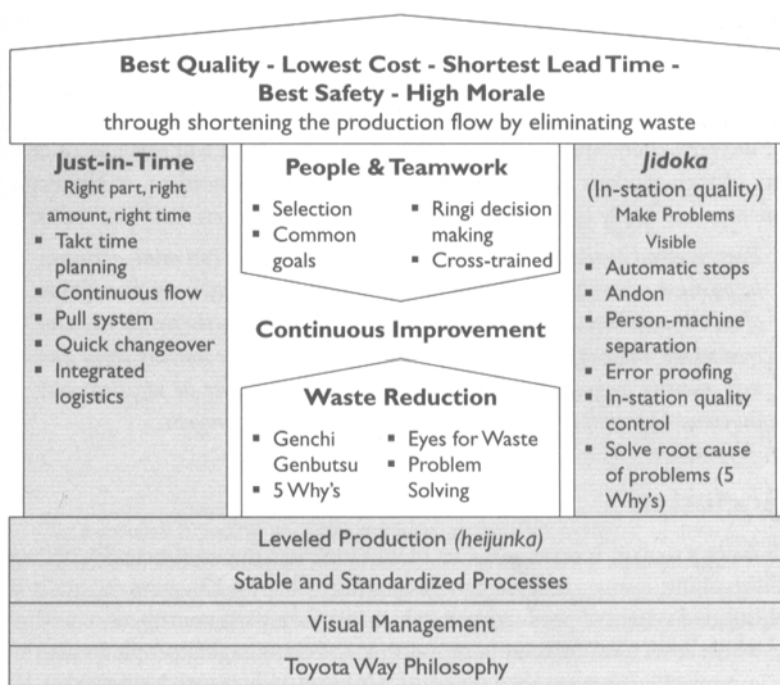 Best Quality - Lowest Cost - Shortest Lead Time -
Best Safety - High Morale
through shortening the production flow by eliminating waste
Just-in-Time
Right part, right
amount, right time
▪ Takt time
planning
▪ Continuous flow
▪ Pull system
▪ Quick changeover
▪ Integrated
logistics
People & Teamwork
▪ Selection
▪ Common
goals
▪ Ringi decision
making
▪ Cross-trained
Continuous Improvement
Waste Reduction
▪ Genchi
Genbutsu
▪ 5 Why's
▪ Eyes for Waste
▪ Problem
Solving
Jidoka
(In-station quality)
Make Problems
Visible
▪ Automatic stops
▪ Andon
▪ Person-machine
separation
▪ Error proofing
▪ In-station quality
control
▪ Solve root cause
of problems (5
Why's)
Leveled Production (heijunka)
Stable and Standardized Processes
Visual Management
Toyota Way Philosophy